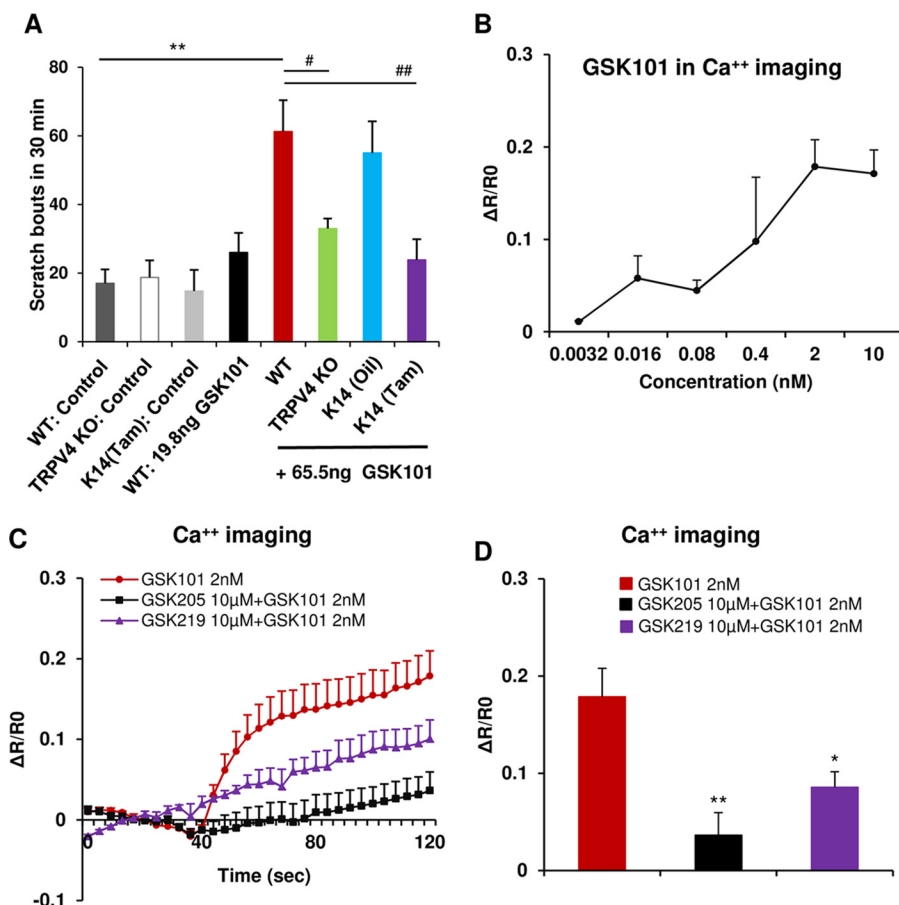 A
Scratch bouts in 30 min
80
60
40
20
0
**
#
##
WT: Control
TRPV4 KO: Control
K14(Tam): Control
WT: 19.8ng GSK101
WT
TRPV4 KO
K14 (Oil)
K14 (Tam)
+ 65.5ng GSK101
B
GSK101 in Ca⁺⁺ imaging
ΔR/R0
0.3
0.2
0.1
0
0.0032 0.016 0.08 0.4 2 10
Concentration (nM)
C
Ca⁺⁺ imaging
GSK101 2nM
GSK205 10µM+GSK101 2nM
GSK219 10µM+GSK101 2nM
ΔR/R0
0.3
0.2
0.1
0
-0.1
0 40 80 120
Time (sec)
D
Ca⁺⁺ imaging
GSK101 2nM
GSK205 10µM+GSK101 2nM
GSK219 10µM+GSK101 2nM
ΔR/R0
0.3
0.2
0.1
0
**
*